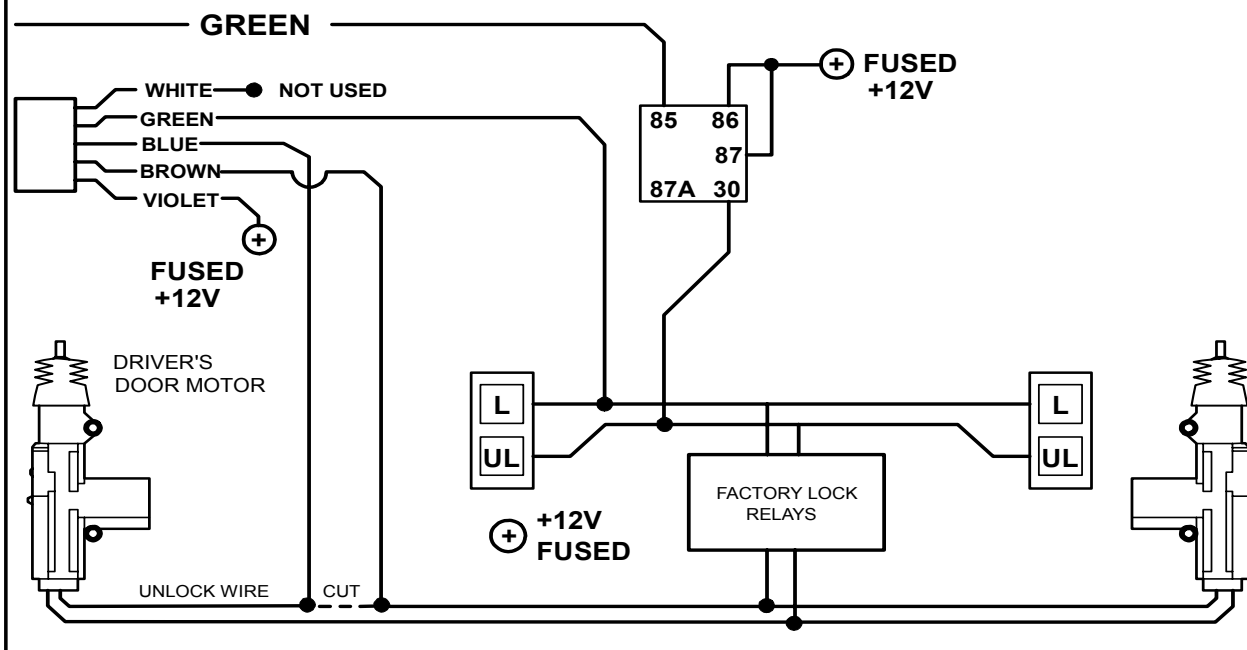 GREEN
WHITE
NOT USED
GREEN
BLUE
BROWN
VIOLET
FUSED
+12V
85 86
87
87A 30
+ FUSED
+12V
+
DRIVER'S
DOOR MOTOR
L
UL
L
UL
FACTORY LOCK
RELAYS
+ +12V
FUSED
UNLOCK WIRE
CUT